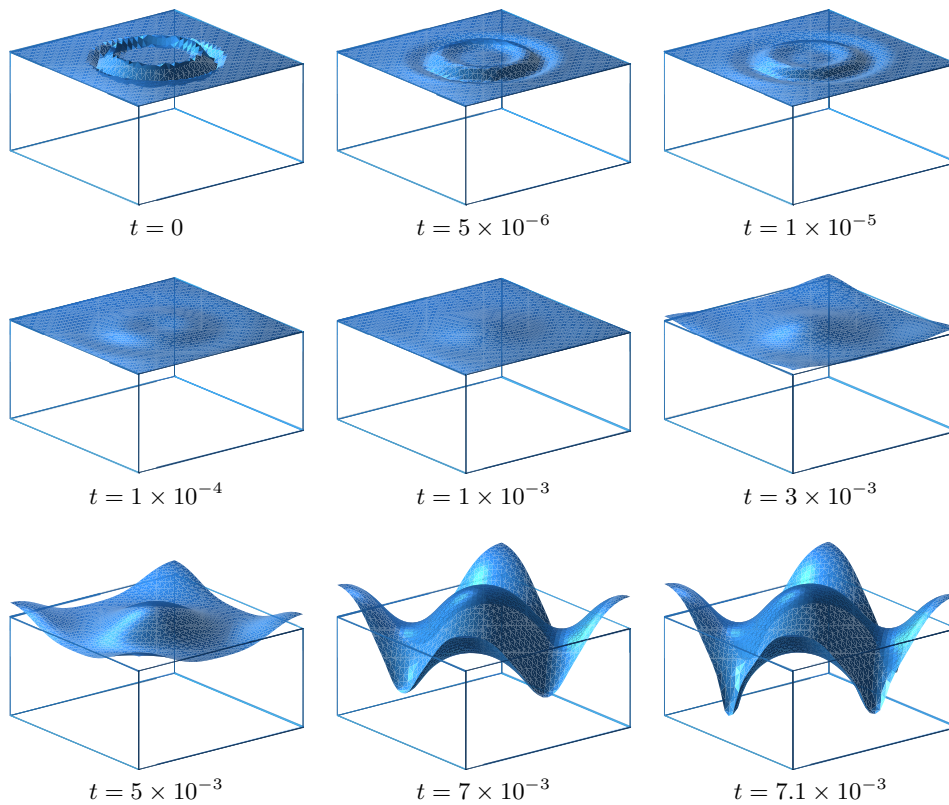 t = 0
t = 5 × 10⁻⁶
t = 1 × 10⁻⁵
t = 1 × 10⁻⁴
t = 1 × 10⁻³
t = 3 × 10⁻³
t = 5 × 10⁻³
t = 7 × 10⁻³
t = 7.1 × 10⁻³